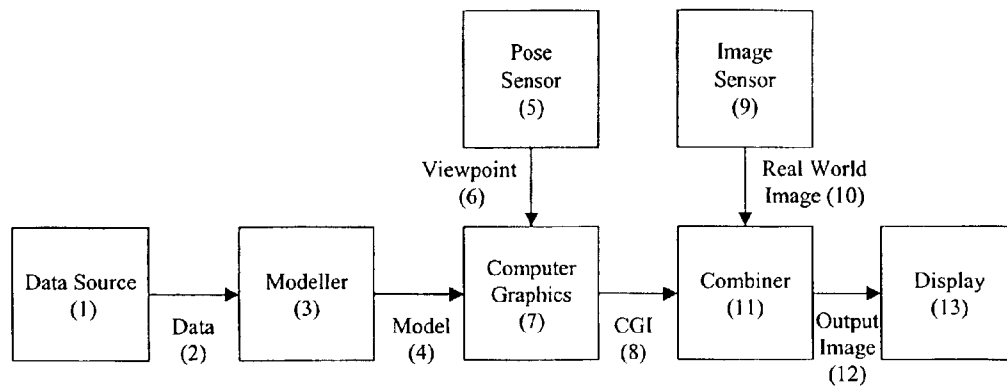 Pose
Sensor
(5)
Image
Sensor
(9)
Viewpoint
(6)
Real World
Image (10)
Data Source
(1)
Data
(2)
Modeller
(3)
Model
(4)
Computer
Graphics
(7)
CGI
(8)
Combiner
(11)
Output
Image
(12)
Display
(13)